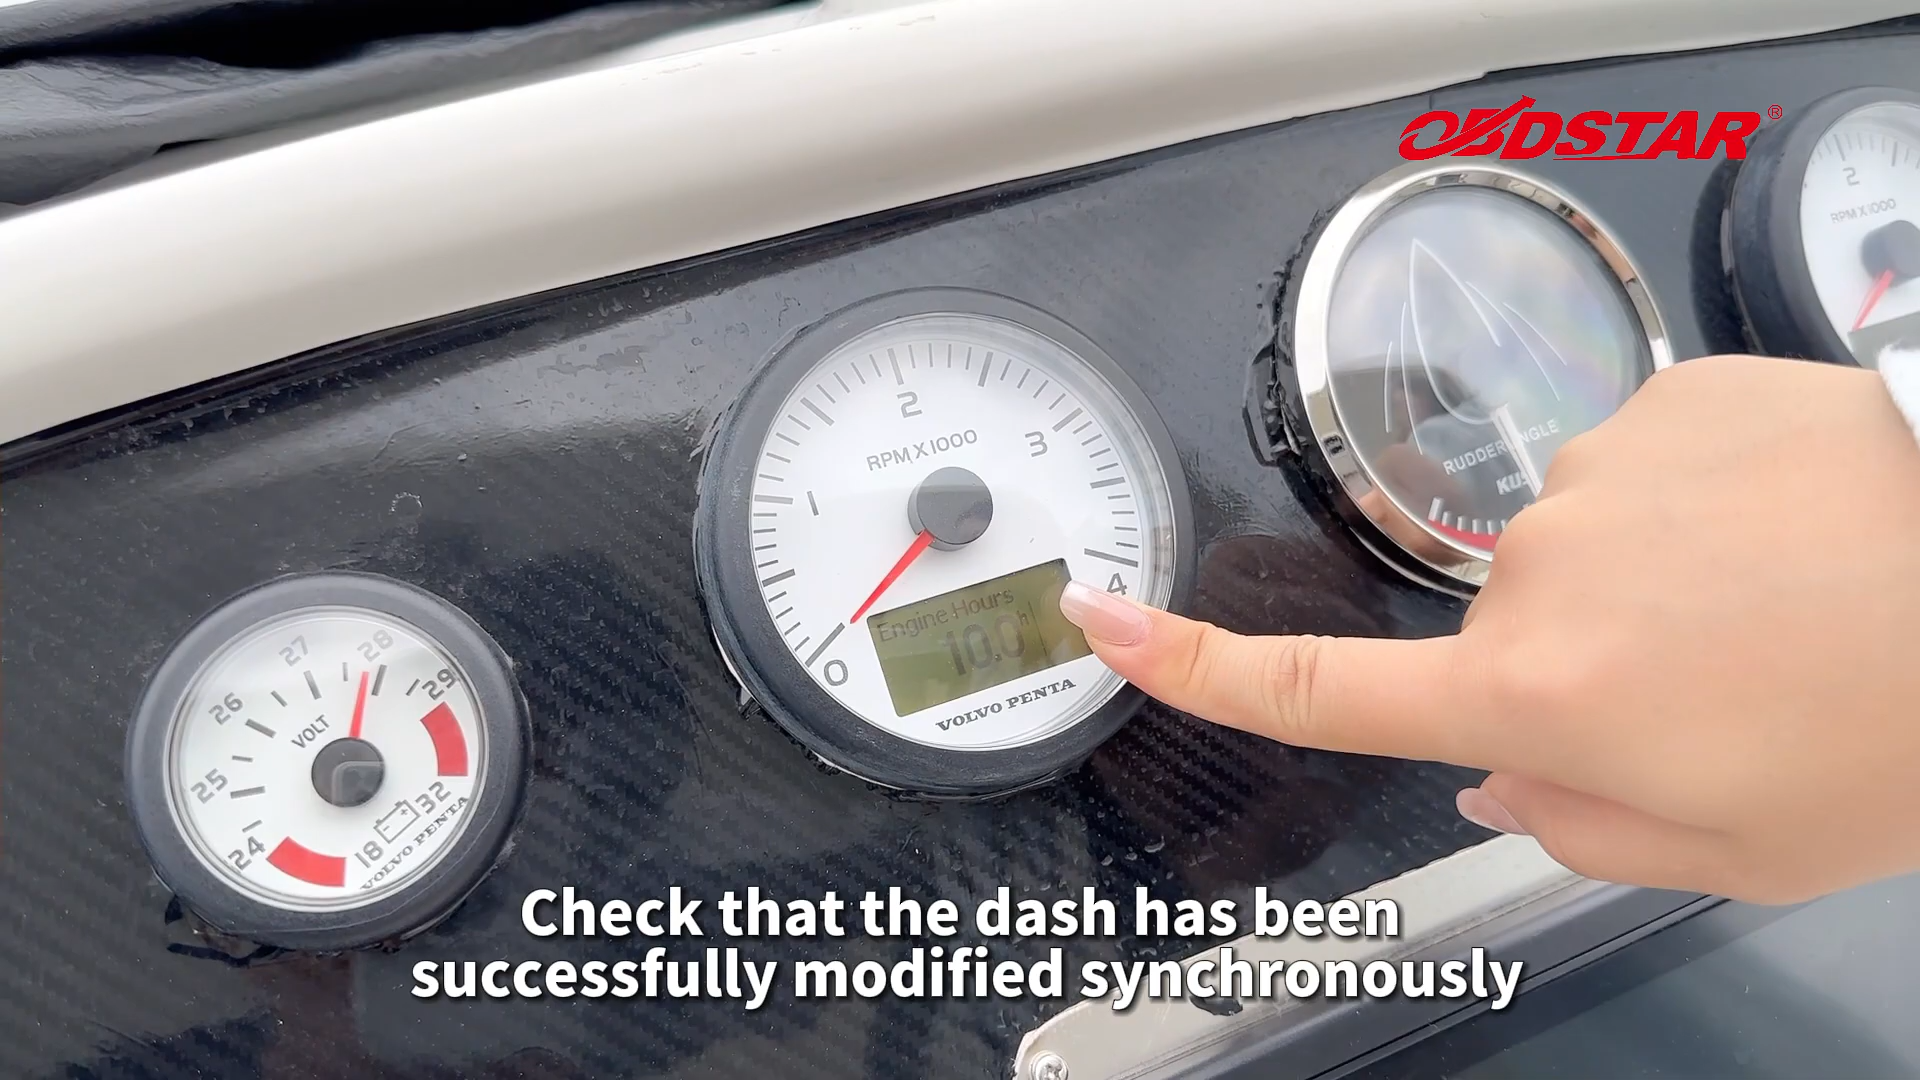 OBDSTAR®
2
RPM X 1000
2
RPM X 1000
3
1
4
0
Engine Hours
10.0h
VOLVO PENTA
RUDDER ANGLE
27
28
26
29
VOLT
25
32
24
18
VOLVO PENTA
Check that the dash has been
successfully modified synchronously